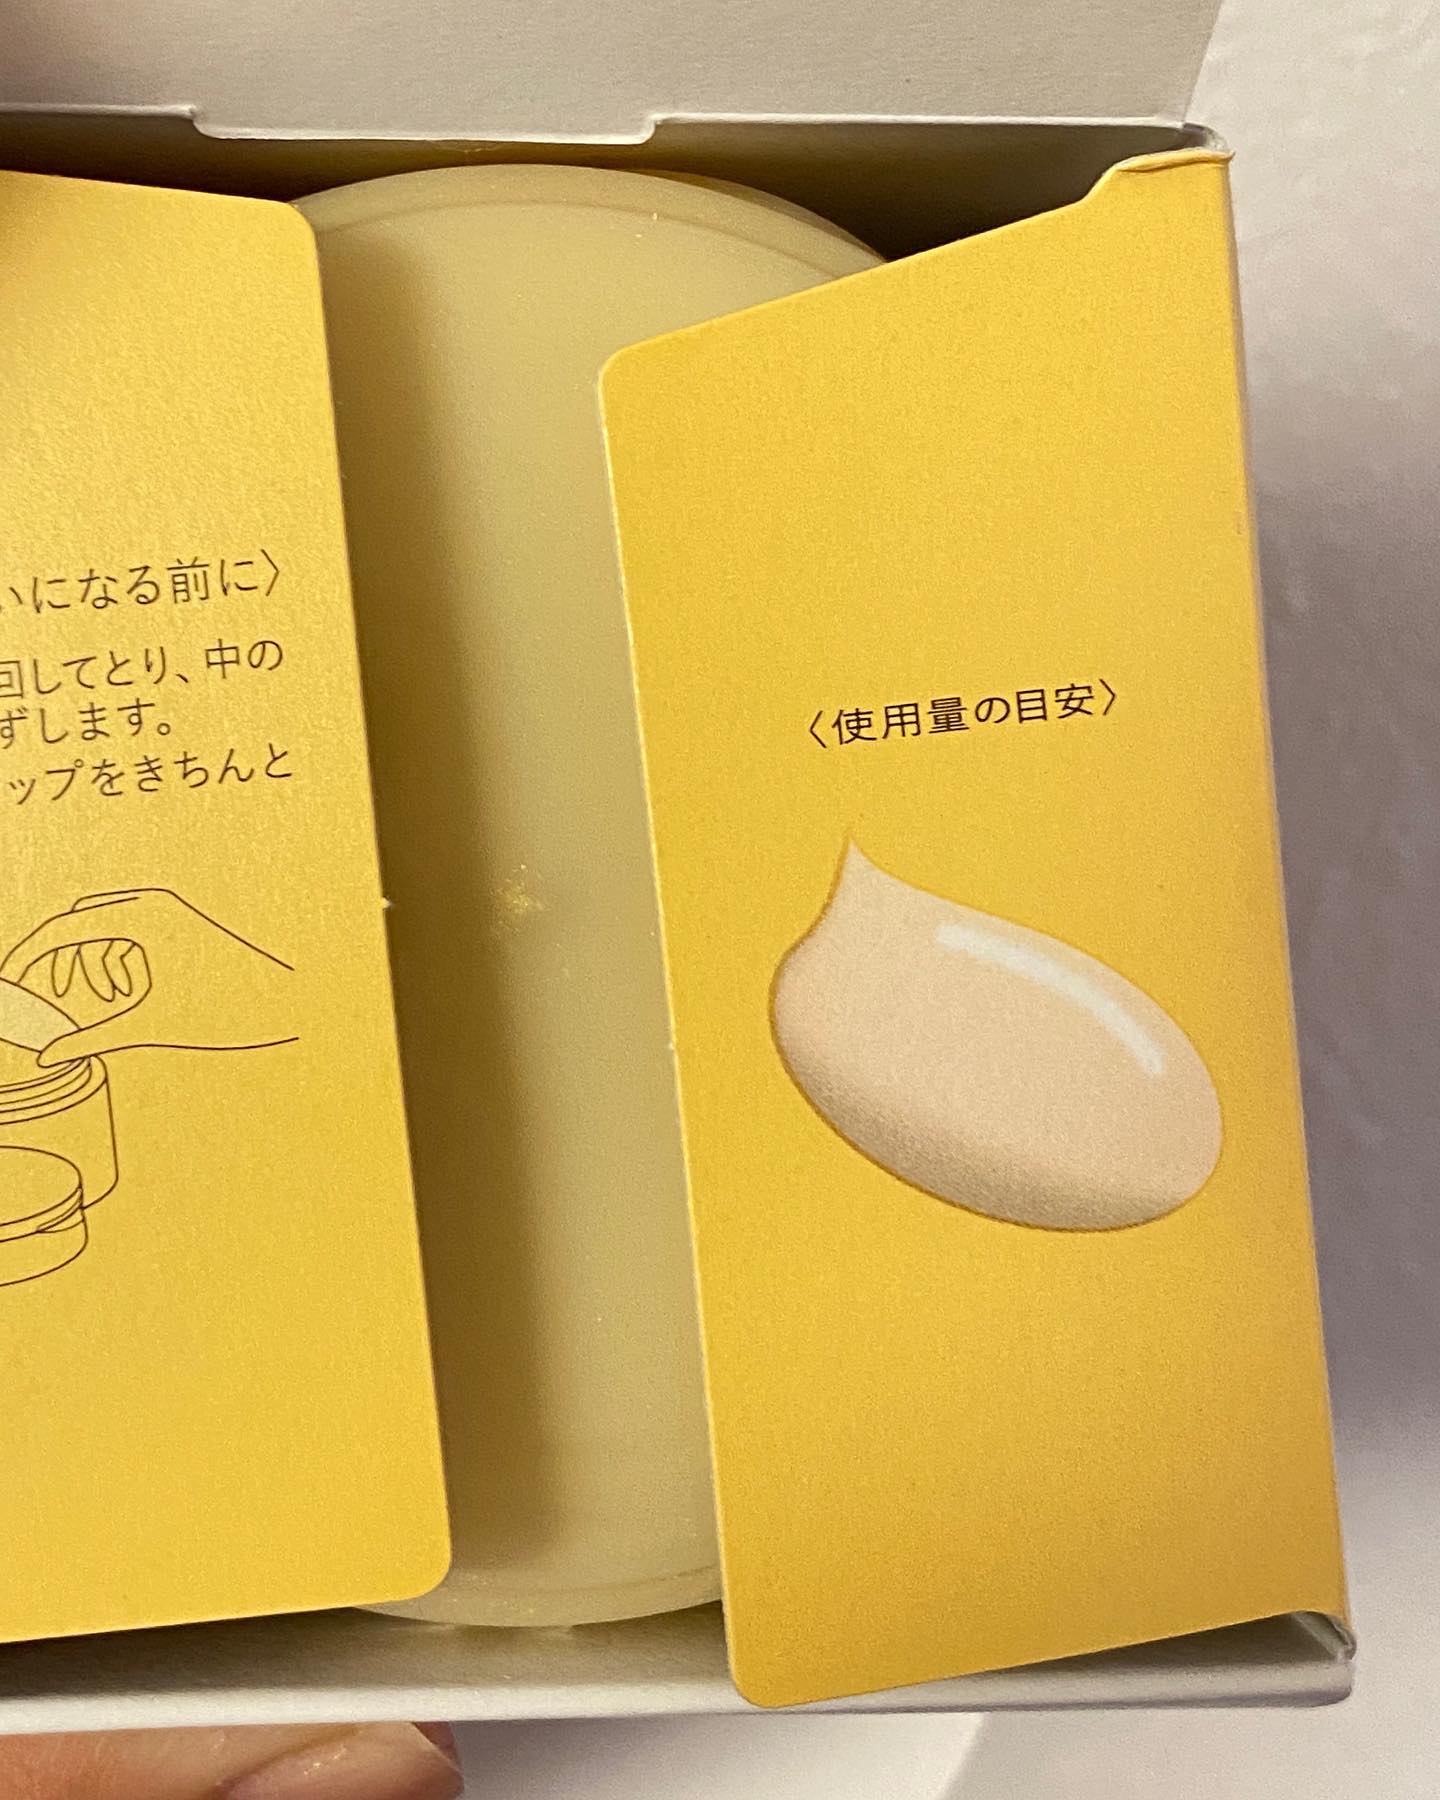 いになる前に〉
回してとり、中の
ずします。
ップをきちんと
〈使用量の目安〉